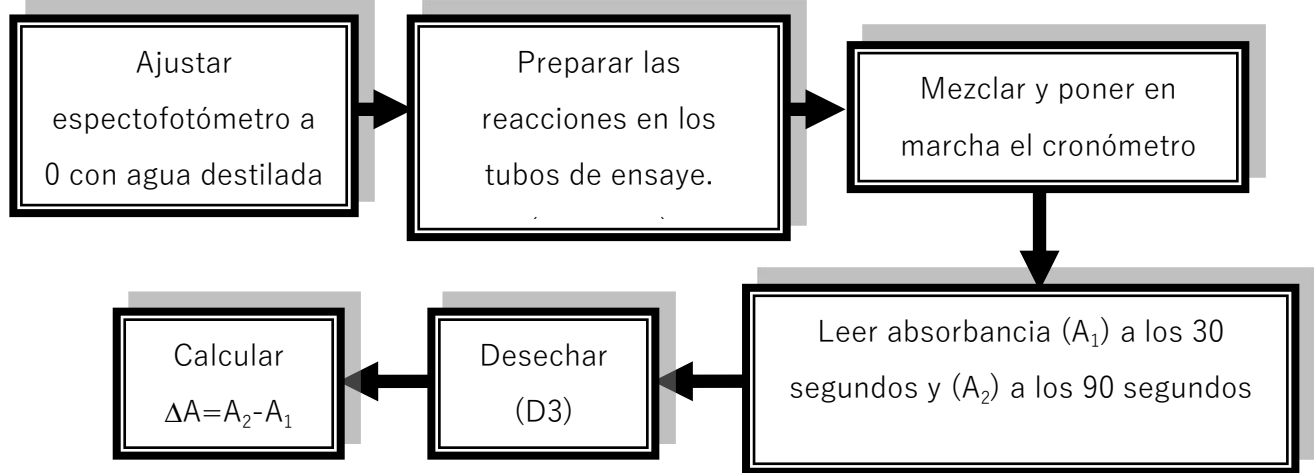 Ajustar
espectofotómetro a
0 con agua destilada
Preparar las
reacciones en los
tubos de ensaye.
Mezclar y poner en
marcha el cronómetro
Leer absorbancia (A₁) a los 30
segundos y (A₂) a los 90 segundos
Desechar
(D3)
Calcular
ΔA=A₂-A₁